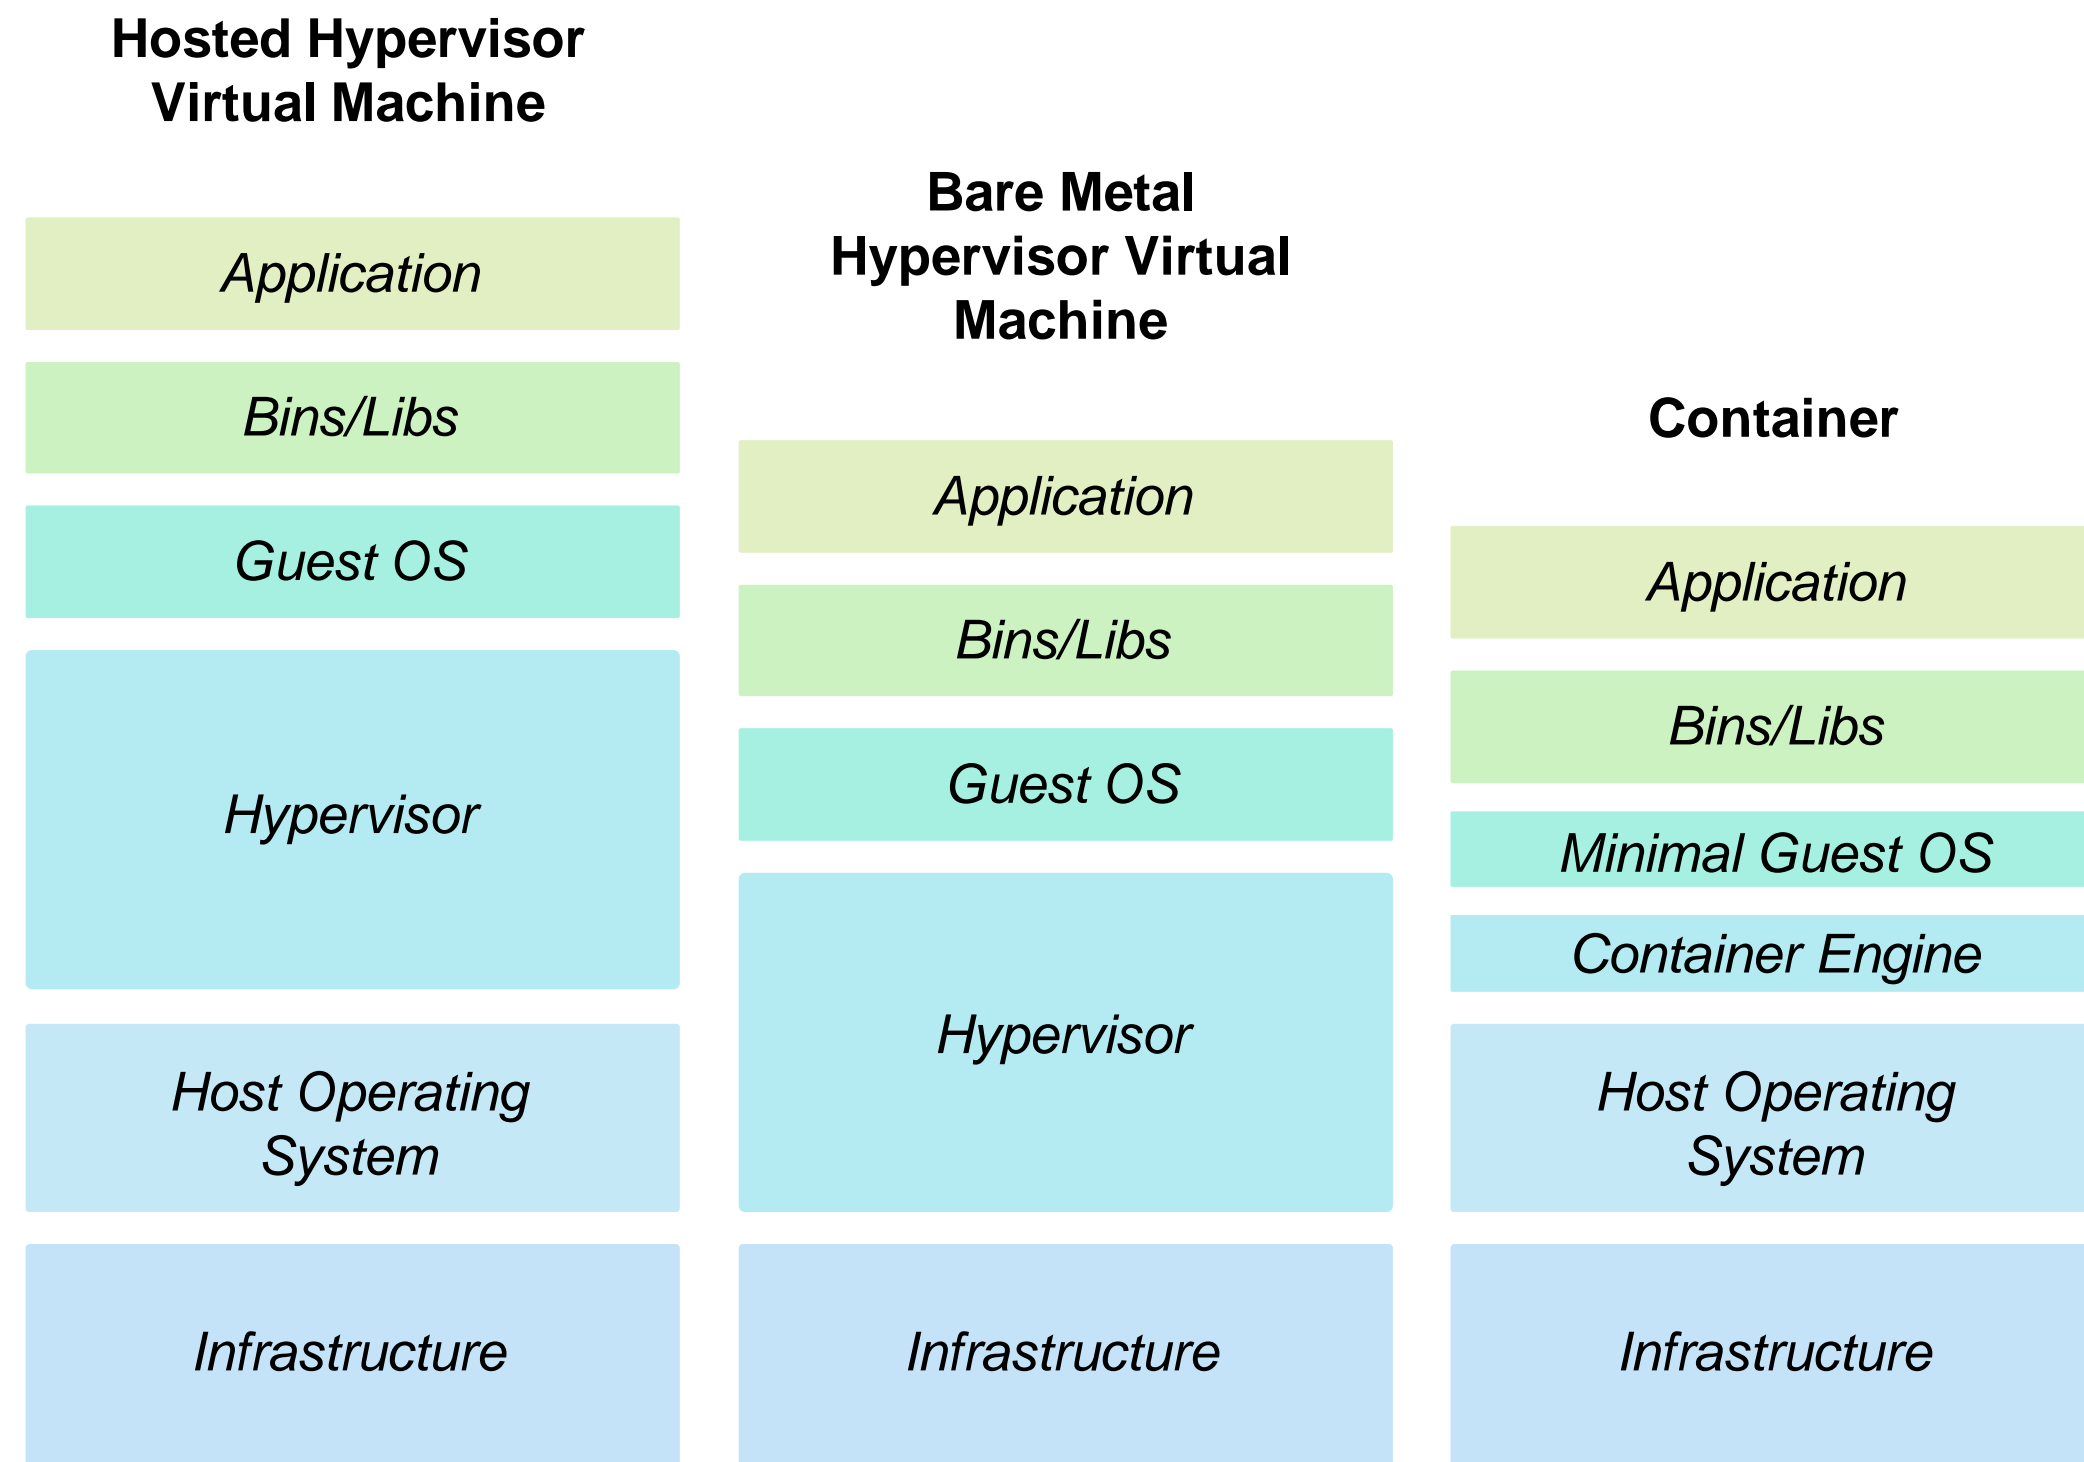 Hosted Hypervisor
Virtual Machine
Application
Bins/Libs
Guest OS
Hypervisor
Host Operating
System
Infrastructure
Bare Metal
Hypervisor Virtual
Machine
Application
Bins/Libs
Guest OS
Hypervisor
Infrastructure
Container
Application
Bins/Libs
Minimal Guest OS
Container Engine
Host Operating
System
Infrastructure